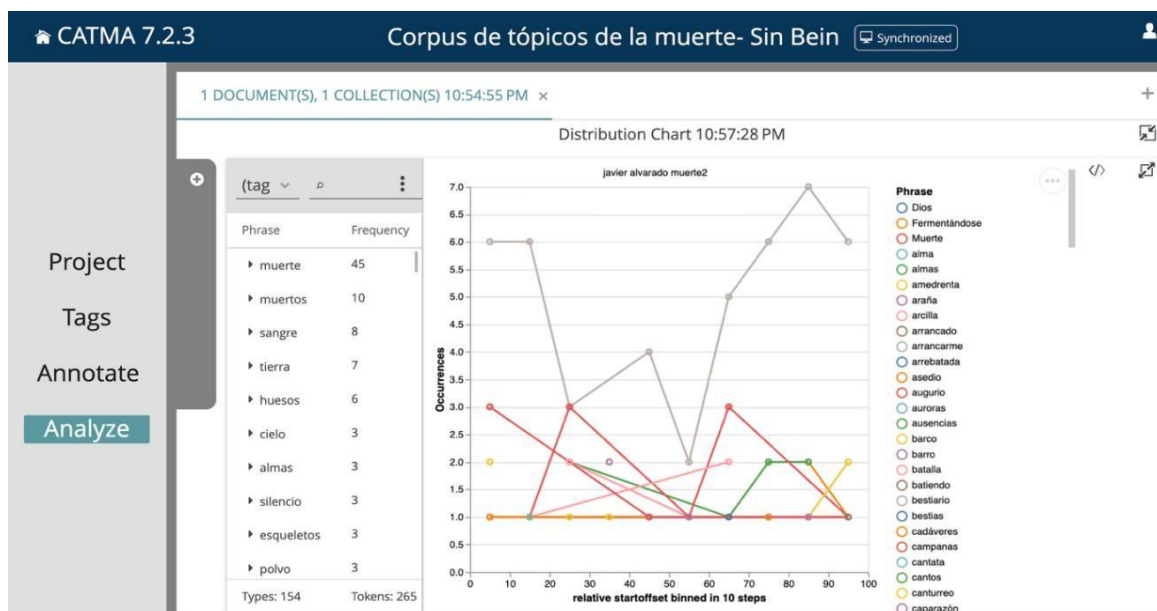 CATMA 7.2.3
Corpus de tópicos de la muerte- Sin Bein
Synchronized
1 DOCUMENT(S), 1 COLLECTION(S) 10:54:55 PM ×
+
Distribution Chart 10:57:28 PM
Project
Tags
Annotate
Analyze
(tag
Phrase Frequency
muerte 45
muertos 10
sangre 8
tierra 7
huesos 6
cielo 3
almas 3
silencio 3
esqueletos 3
polvo 3
Types: 154 Tokens: 265
javier alvarado muerte2
Occurrences
7.0
6.5
6.0
5.5
5.0
4.5
4.0
3.5
3.0
2.5
2.0
1.5
1.0
0.5
0.0
0 10 20 30 40 50 60 70 80 90 100
relative startoffset binned in 10 steps
</>
Phrase
Dios
Fermentándose
Muerte
alma
almas
amedrenta
araña
arcilla
arrancado
arrancarme
arrebatada
asedio
augurio
auroras
ausencias
barco
barro
batalla
batiendo
bestiario
bestias
cadáveres
campanas
cantata
cantos
canturreo
caparazón